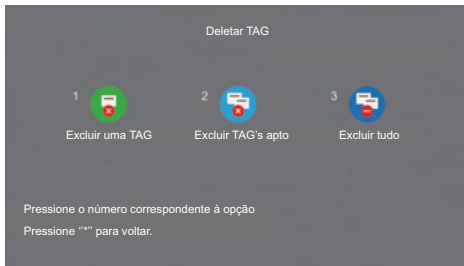 Deletar TAG
1 2 3
Excluir uma TAG Excluir TAG's apto Excluir tudo
Pressione o número correspondente à opção
Pressione "*" para voltar.